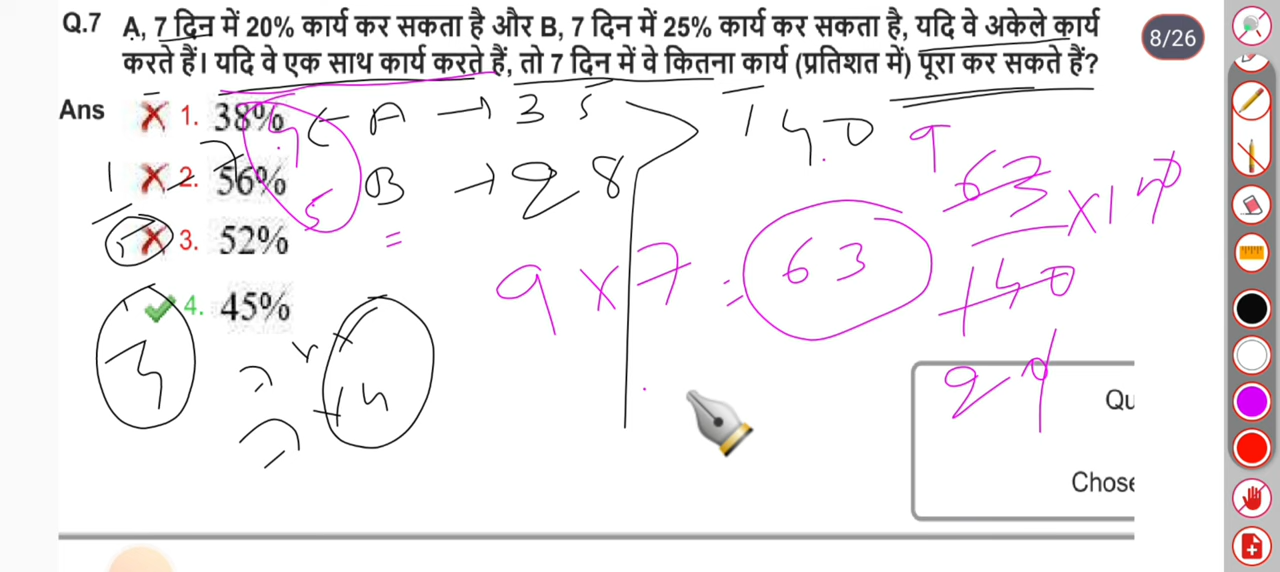 Q.7 A, 7 दिन में 20% कार्य कर सकता है और B, 7 दिन में 25% कार्य कर सकता है, यदि वे अकेले कार्य
करते हैं। यदि वे एक साथ कार्य करते हैं, तो 7 दिन में वे कितना कार्य (प्रतिशत में) पूरा कर सकते हैं?
8/26
Ans 1. 38%
2. 56%
3. 52%
4. 45%
A → 35
B → 28
140
9 × 7 = 63
63
140
Qu
Chose